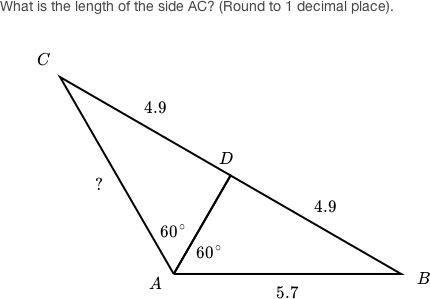 What is the length of the side AC? (Round to 1 decimal place).
C
4.9
D
?
4.9
60°
60°
A
B
5.7